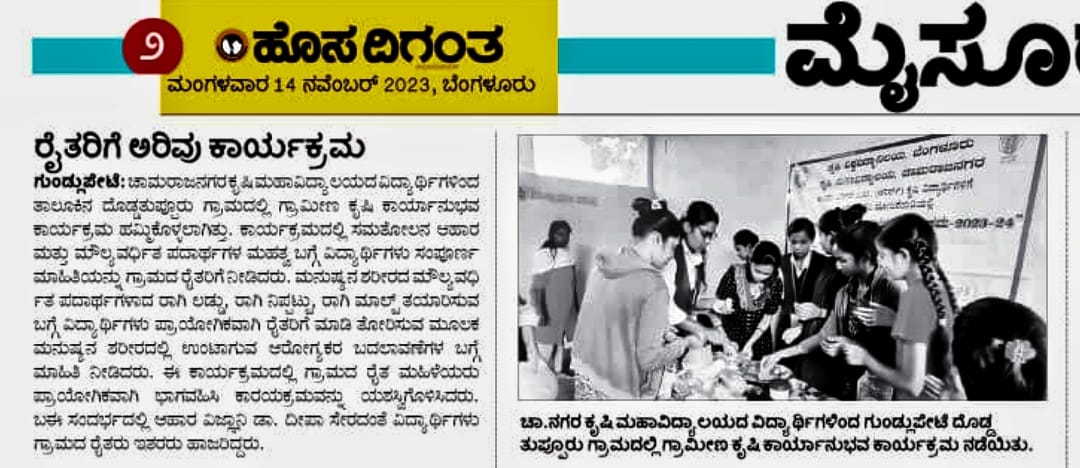 ೨
ಹೊಸ ದಿಗಂತ
ಮಂಗಳವಾರ 14 ನವೆಂಬರ್ 2023, ಬೆಂಗಳೂರು
ಮೈಸೂ
ರೈತರಿಗೆ ಅರಿವು ಕಾರ್ಯಕ್ರಮ
ಗುಂಡ್ಲುಪೇಟೆ: ಚಾಮರಾಜನಗರ ಕೃಷಿ ಮಹಾವಿದ್ಯಾಲಯದ ವಿದ್ಯಾರ್ಥಿಗಳಿಂದ
ತಾಲೂಕಿನ ದೊಡ್ಡತುಪ್ಪೂರು ಗ್ರಾಮದಲ್ಲಿ ಗ್ರಾಮೀಣ ಕೃಷಿ ಕಾರ್ಯಾನುಭವ
ಕಾರ್ಯಕ್ರಮ ಹಮ್ಮಿಕೊಳ್ಳಲಾಗಿತ್ತು. ಕಾರ್ಯಕ್ರಮದಲ್ಲಿ ಸಮತೋಲನ ಆಹಾರ
ಮತ್ತು ಮೌಲ್ಯವರ್ಧಿತ ಪದಾರ್ಥಗಳ ಮಹತ್ವ ಬಗ್ಗೆ ವಿದ್ಯಾರ್ಥಿಗಳು ಸಂಪೂರ್ಣ
ಮಾಹಿತಿಯನ್ನು ಗ್ರಾಮದ ರೈತರಿಗೆ ನೀಡಿದರು. ಮನುಷ್ಯನ ಶರೀರದ ಮೌಲ್ಯವರ್ಧಿ
ತ ಪದಾರ್ಥಗಳಾದ ರಾಗಿ ಲಡ್ಡು, ರಾಗಿ ನಿಪ್ಪಟ್ಟು, ರಾಗಿ ಮಾಲ್ಟ್ ತಯಾರಿಸುವ
ಬಗ್ಗೆ ವಿದ್ಯಾರ್ಥಿಗಳು ಪ್ರಾಯೋಗಿಕವಾಗಿ ರೈತರಿಗೆ ಮಾಡಿ ತೋರಿಸುವ ಮೂಲಕ
ಮನುಷ್ಯನ ಶರೀರದಲ್ಲಿ ಉಂಟಾಗುವ ಆರೋಗ್ಯಕರ ಬದಲಾವಣೆಗಳ ಬಗ್ಗೆ
ಮಾಹಿತಿ ನೀಡಿದರು. ಈ ಕಾರ್ಯಕ್ರಮದಲ್ಲಿ ಗ್ರಾಮದ ರೈತ ಮಹಿಳೆಯರು
ಪ್ರಾಯೋಗಿಕವಾಗಿ ಭಾಗವಹಿಸಿ ಕಾರಯಕ್ರಮವನ್ನು ಯಶಸ್ವಿಗೊಳಿಸಿದರು.
ಬಈ ಸಂದರ್ಭದಲ್ಲಿ ಆಹಾರ ವಿಜ್ಞಾನಿ ಡಾ. ದೀಪಾ ಸೇರದಂತೆ ವಿದ್ಯಾರ್ಥಿಗಳು
ಗ್ರಾಮದ ರೈತರು ಇತರರು ಹಾಜರಿದ್ದರು.
ಕೃಷಿ ವಿಶ್ವವಿದ್ಯಾನಿಲಯ, ಬೆಂಗಳೂರು
ಕೃಷಿ ಮಹಾವಿದ್ಯಾಲಯ, ಚಾಮರಾಜನಗರ
ಕೃಷಿ ವಿದ್ಯಾರ್ಥಿಗಳಿಗೆ
-2023-24"
ಚಾ.ನಗರ ಕೃಷಿ ಮಹಾವಿದ್ಯಾಲಯದ ವಿದ್ಯಾರ್ಥಿಗಳಿಂದ ಗುಂಡ್ಲುಪೇಟೆ ದೊಡ್ಡ
ತುಪ್ಪೂರು ಗ್ರಾಮದಲ್ಲಿ ಗ್ರಾಮೀಣ ಕೃಷಿ ಕಾರ್ಯಾನುಭವ ಕಾರ್ಯಕ್ರಮ ನಡೆಯಿತು.